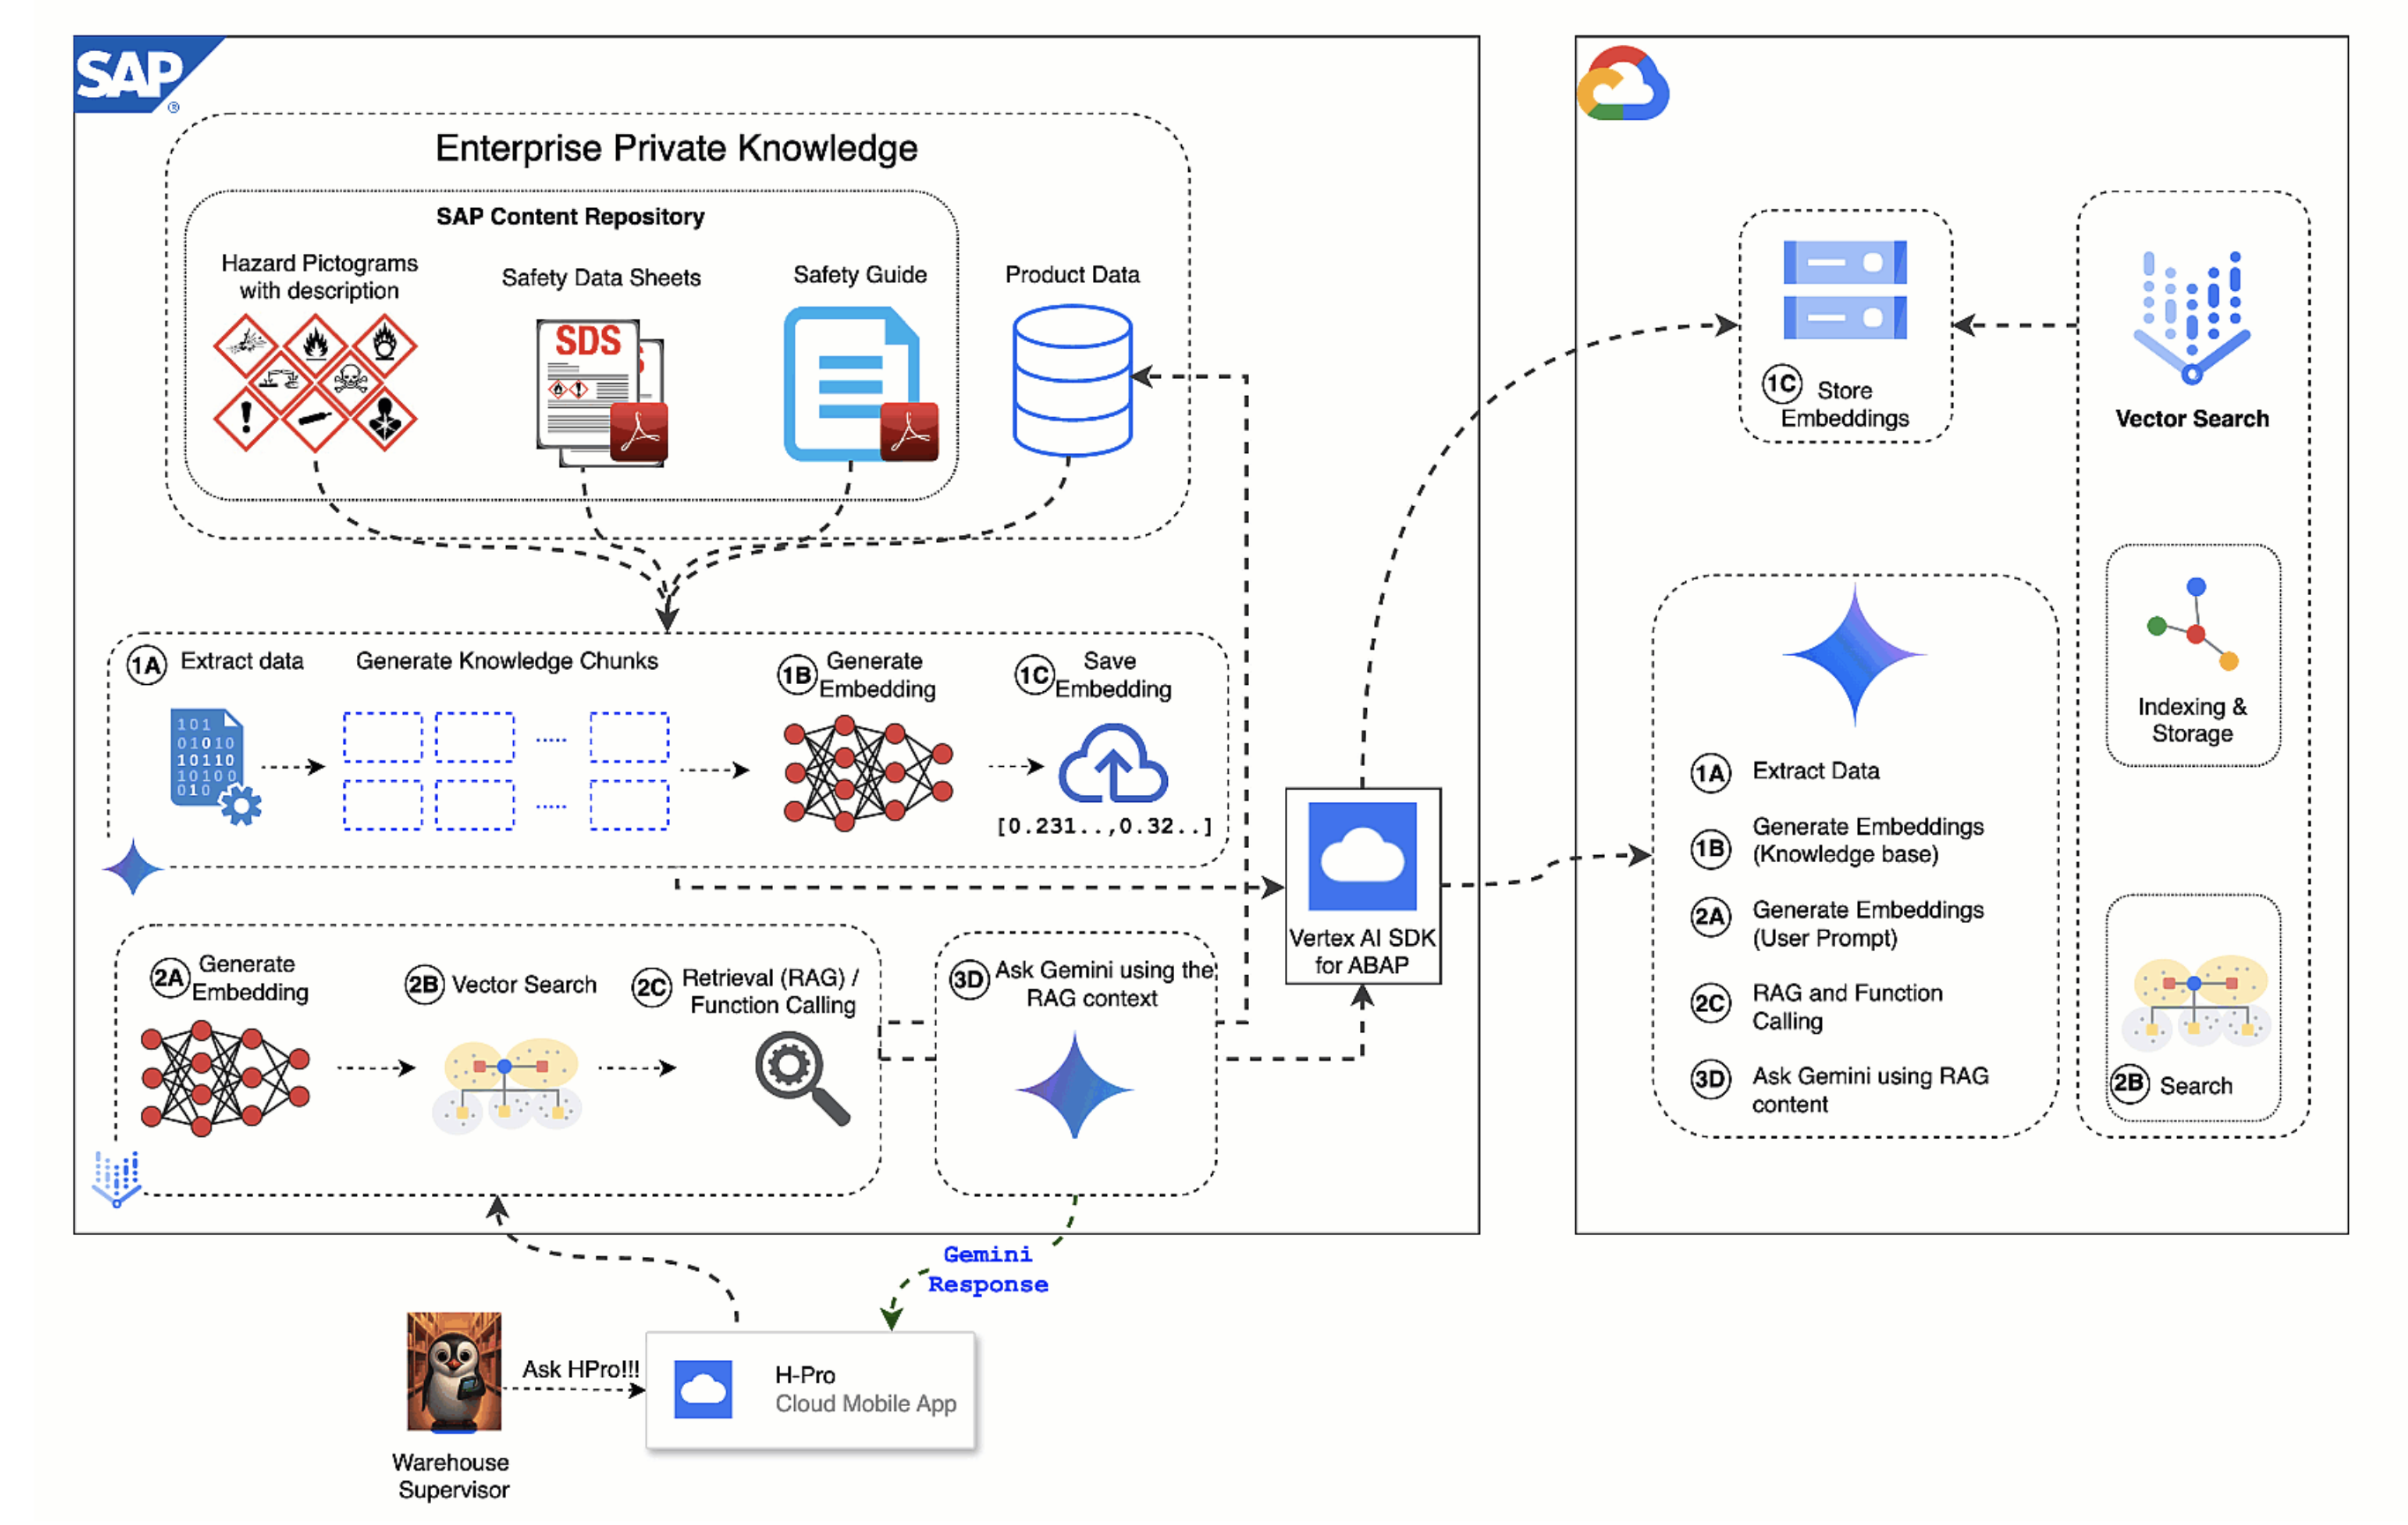 SAP
®
Enterprise Private Knowledge
SAP Content Repository
Hazard Pictograms
with description
Safety Data Sheets
SDS
Safety Guide
Product Data
1A
Extract data
101
01010
10110
10100
010
Generate Knowledge Chunks
1B
Generate
Embedding
1C
Save
Embedding
[0.231..,0.32..]
2A
Generate
Embedding
2B
Vector Search
2C
Retrieval (RAG) /
Function Calling
3D
Ask Gemini using the
RAG context
Vertex AI SDK
for ABAP
Gemini
Response
Ask HPro!!!
H-Pro
Cloud Mobile App
Warehouse
Supervisor
1C
Store
Embeddings
Vector Search
Indexing &
Storage
2B
Search
1A
Extract Data
1B
Generate Embeddings
(Knowledge base)
2A
Generate Embeddings
(User Prompt)
2C
RAG and Function
Calling
3D
Ask Gemini using RAG
content